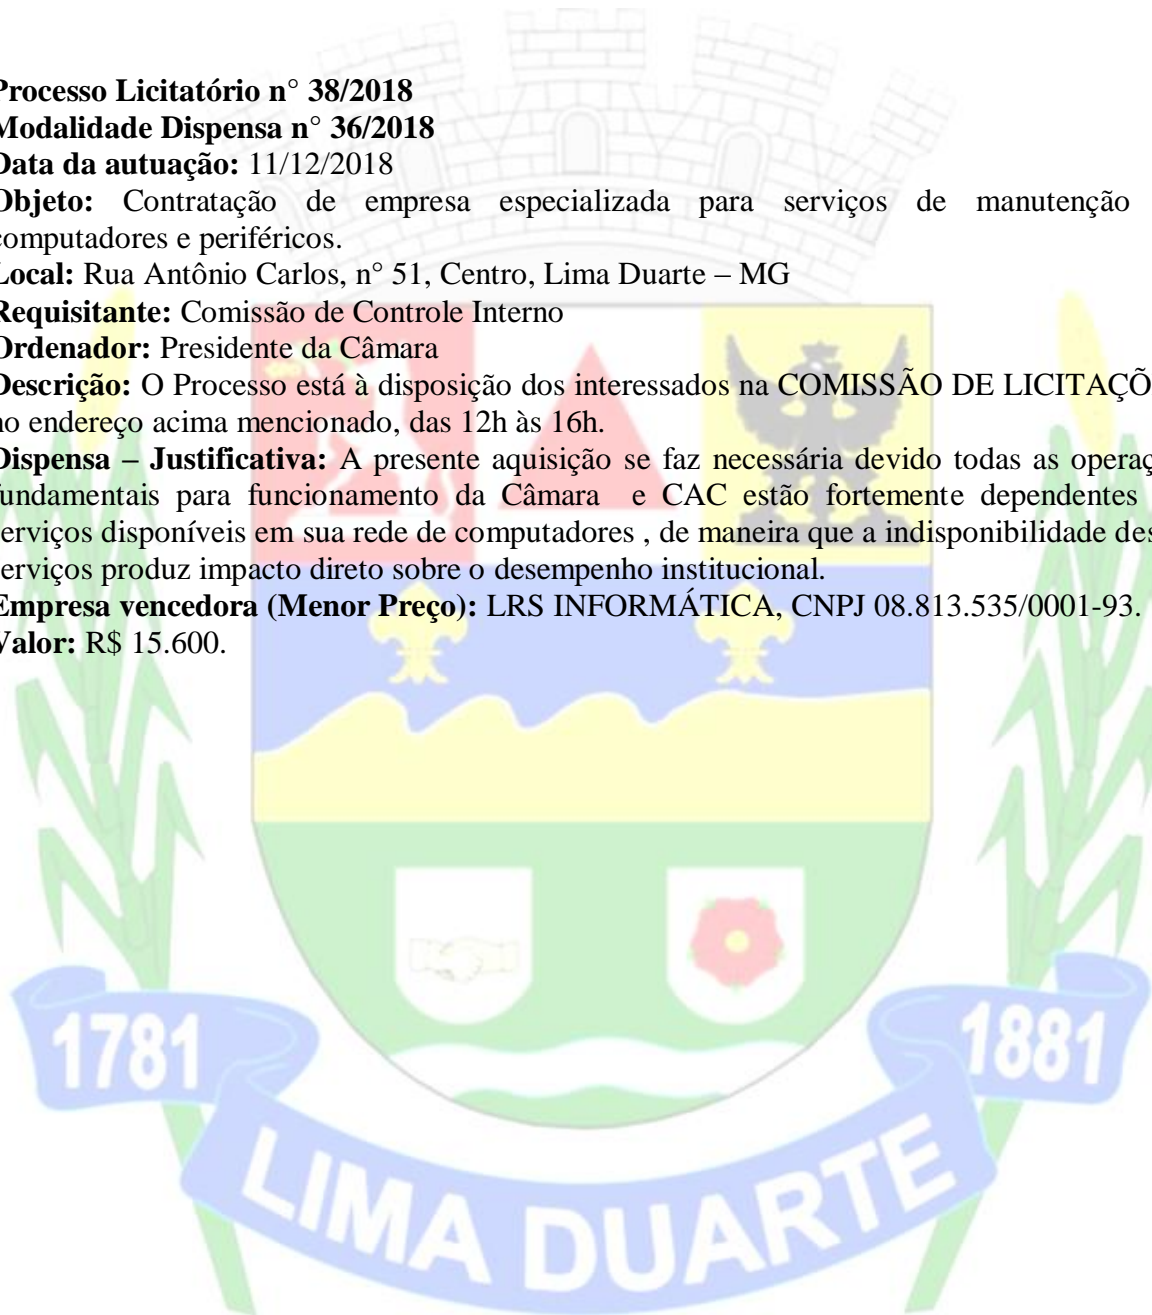 Processo Licitatório n° 38/2018
Modalidade Dispensa n° 36/2018
Data da autuação: 11/12/2018
Objeto: Contratação de empresa especializada para serviços de manutenção
computadores e periféricos.
Local: Rua Antônio Carlos, n° 51, Centro, Lima Duarte – MG
Requisitante: Comissão de Controle Interno
Ordenador: Presidente da Câmara
Descrição: O Processo está à disposição dos interessados na COMISSÃO DE LICITAÇÕ
no endereço acima mencionado, das 12h às 16h.
Dispensa – Justificativa: A presente aquisição se faz necessária devido todas as operaç
fundamentais para funcionamento da Câmara e CAC estão fortemente dependentes
serviços disponíveis em sua rede de computadores , de maneira que a indisponibilidade des
serviços produz impacto direto sobre o desempenho institucional.
Empresa vencedora (Menor Preço): LRS INFORMÁTICA, CNPJ 08.813.535/0001-93.
Valor: R$ 15.600.
1781
1881
LIMA DUARTE